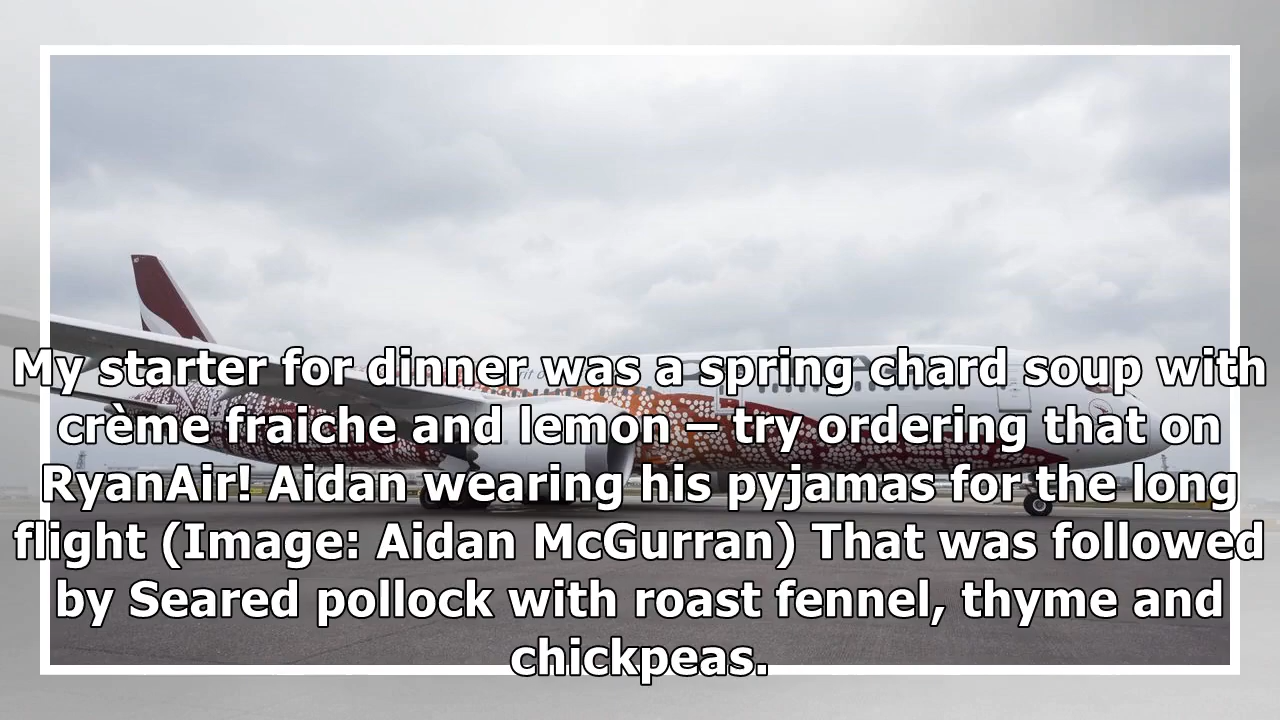 My starter for dinner was a spring chard soup with
crème fraiche and lemon – try ordering that on
RyanAir! Aidan wearing his pyjamas for the long
flight (Image: Aidan McGurran) That was followed
by Seared pollock with roast fennel, thyme and
chickpeas.